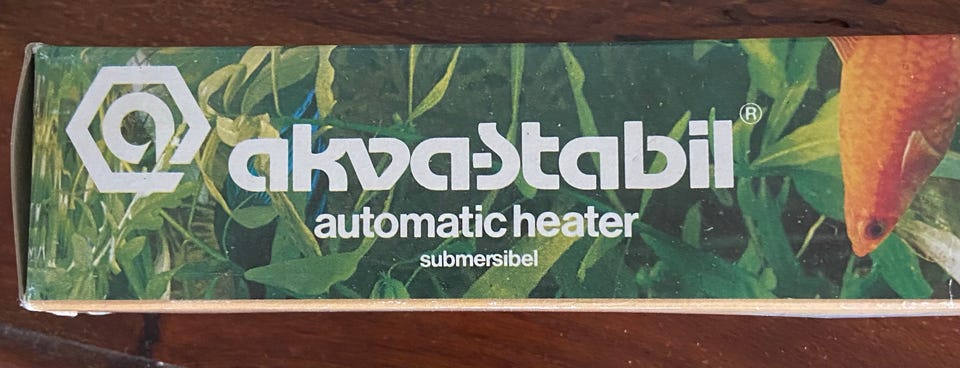 akva-Stabil®
automatic heater
submersibel